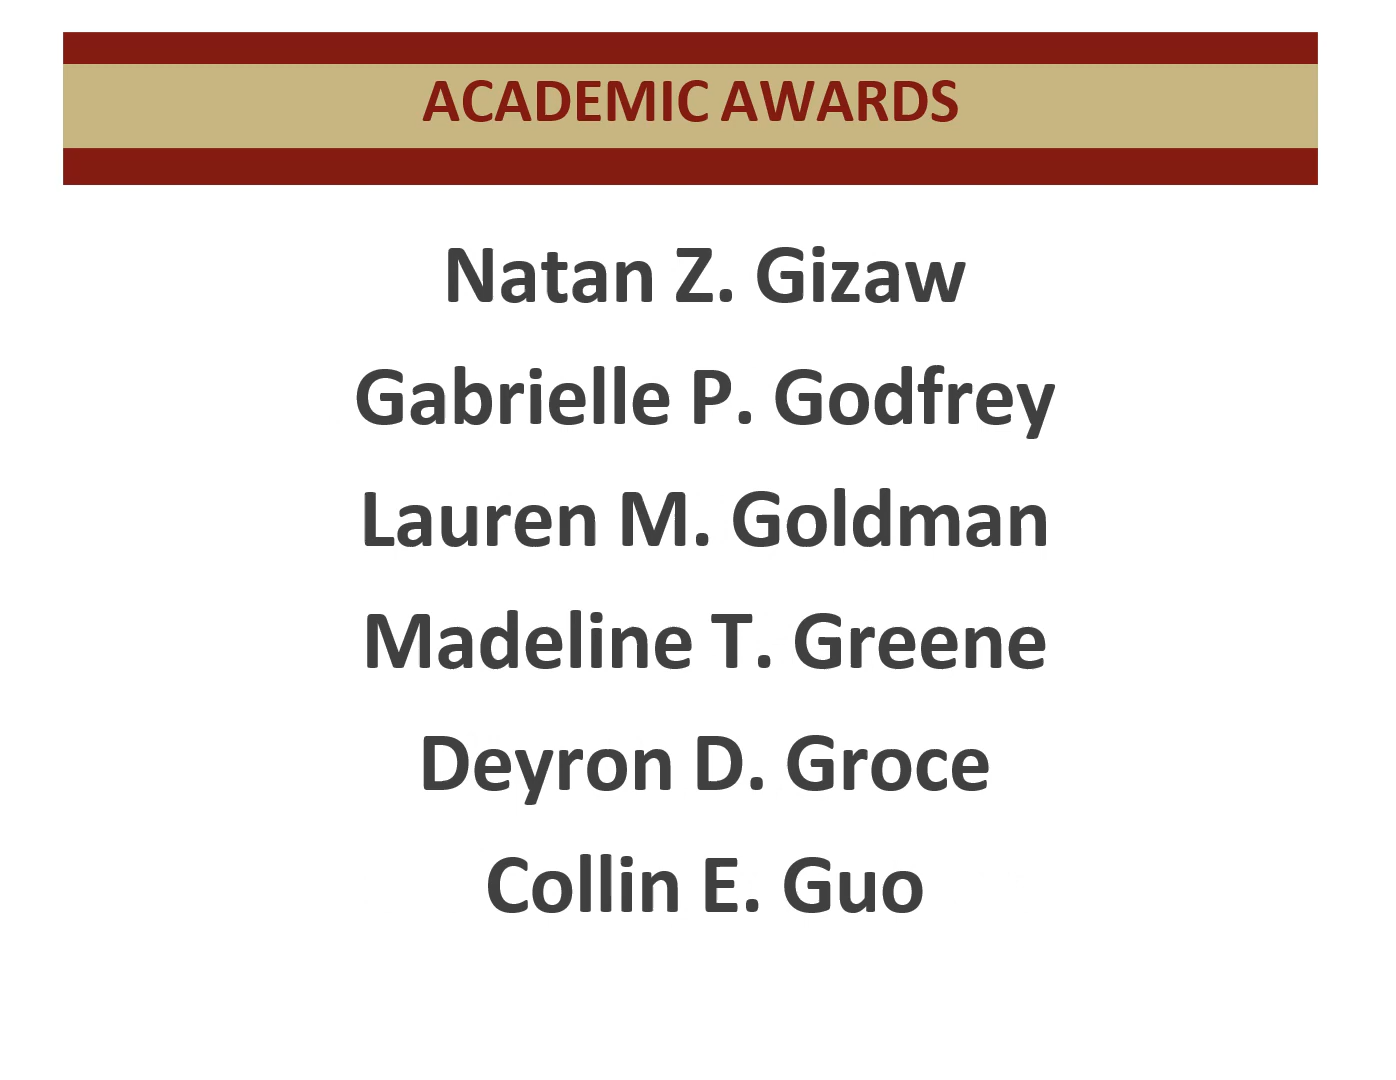 ACADEMIC AWARDS
Natan Z. Gizaw
Gabrielle P. Godfrey
Lauren M. Goldman
Madeline T. Greene
Deyron D. Groce
Collin E. Guo